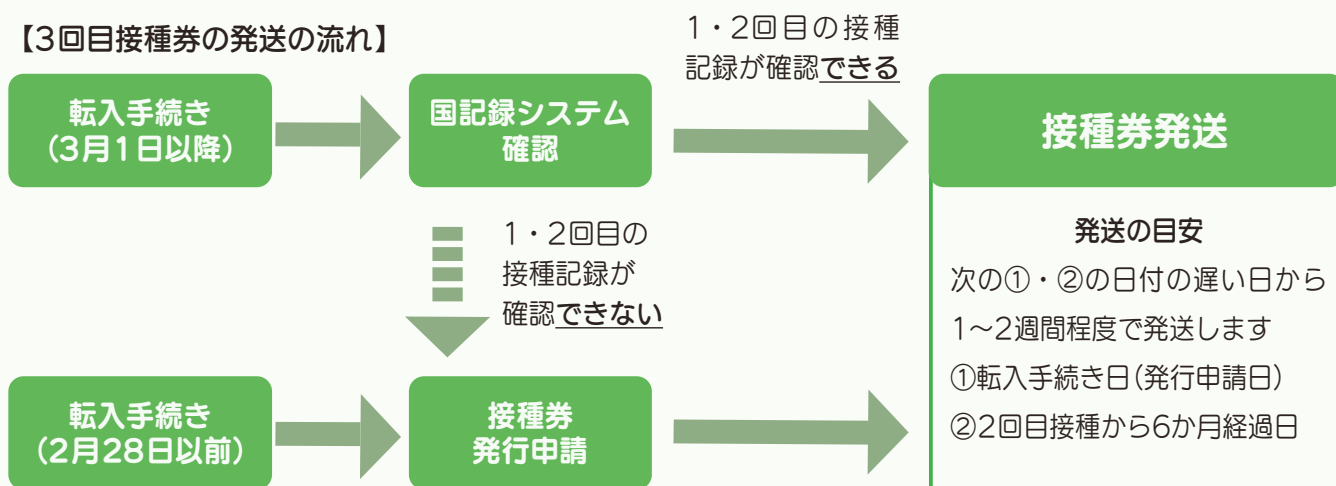 【3回目接種券の発送の流れ】
転入手続き
（3月1日以降）
国記録システム
確認
1・2回目の接種
記録が確認できる
接種券発送
1・2回目の
接種記録が
確認できない
転入手続き
（2月28日以前）
接種券
発行申請
発送の目安
次の①・②の日付の遅い日から
1～2週間程度で発送します
①転入手続き日（発行申請日）
②2回目接種から6か月経過日